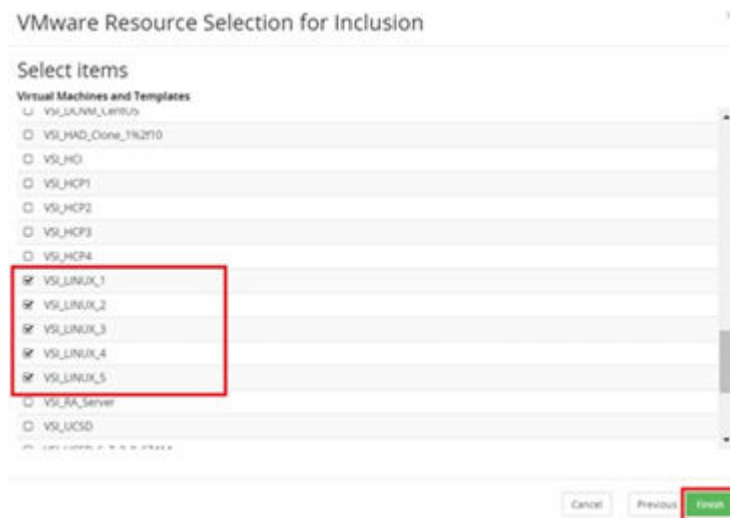 VMware Resource Selection for Inclusion
Select items
Virtual Machines and Templates
VSI_DCNM_CentOS
VSI_HAD_Clone_1%2f10
VSI_HCI
VSI_HCP1
VSI_HCP2
VSI_HCP3
VSI_HCP4
VSI_LINUX_1
VSI_LINUX_2
VSI_LINUX_3
VSI_LINUX_4
VSI_LINUX_5
VSI_RA_Server
VSI_UCSD
Cancel Previous Finish